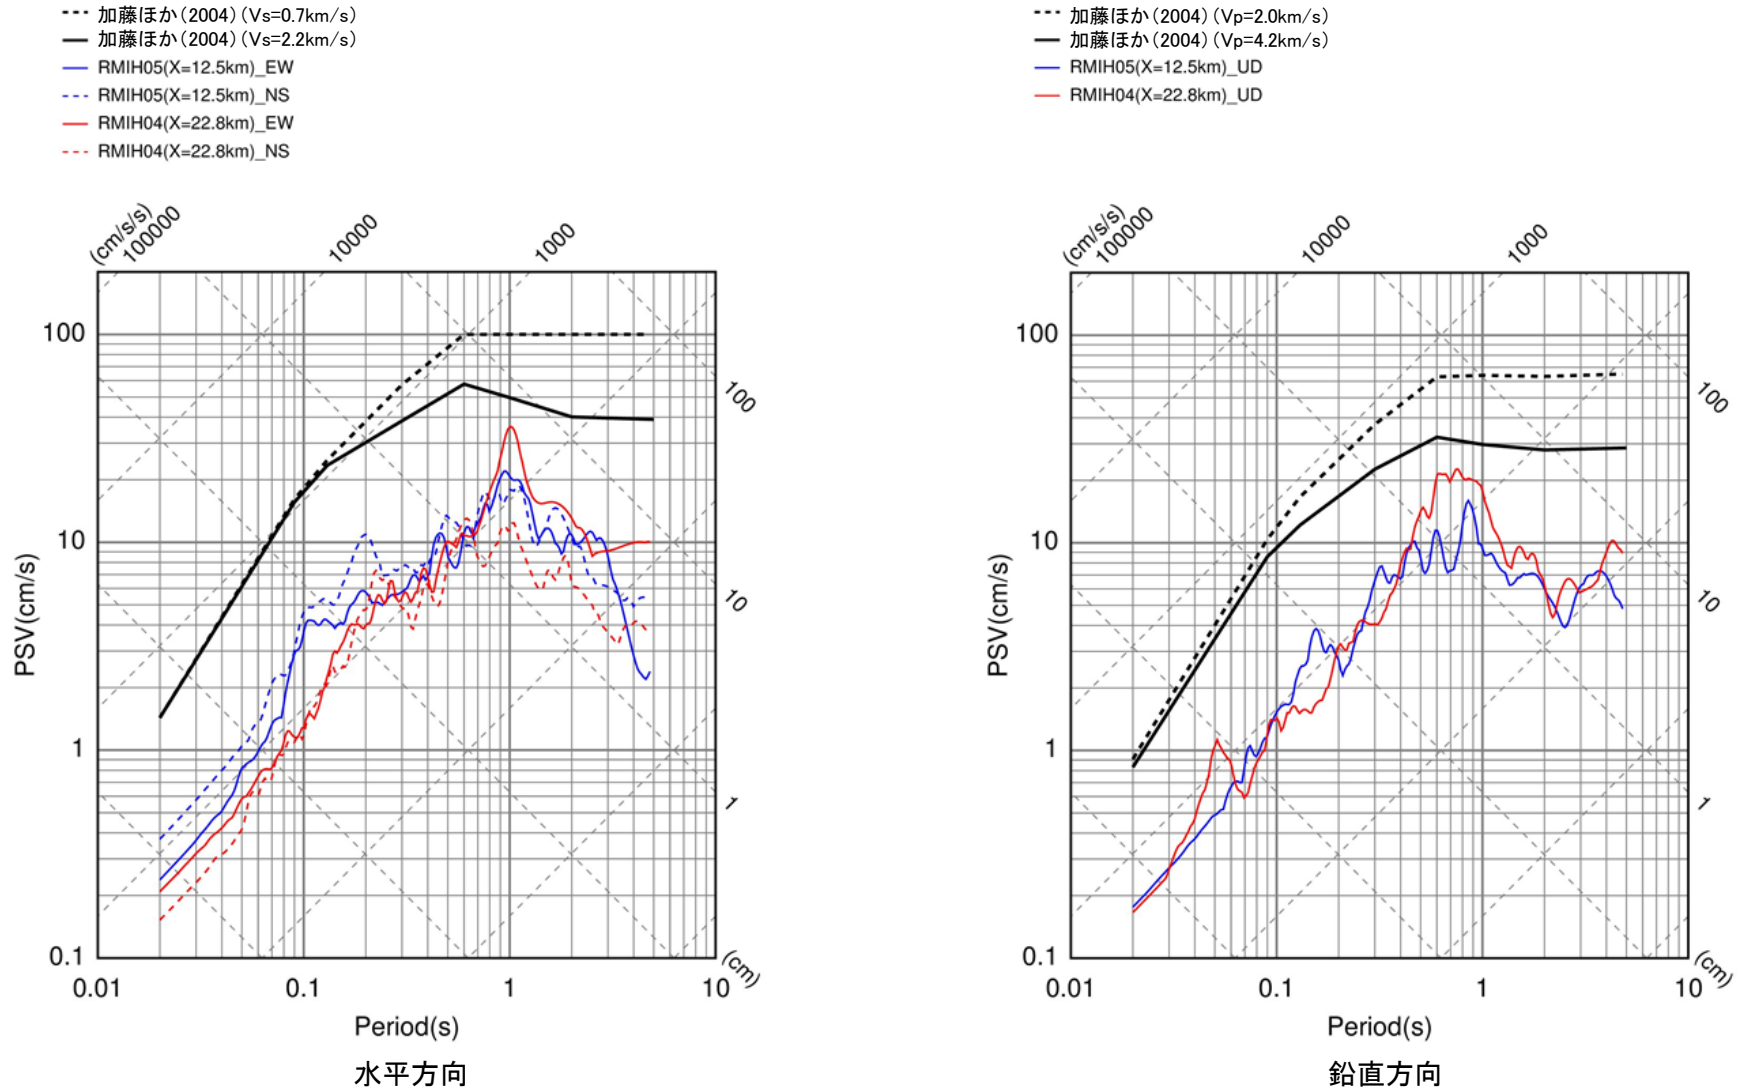 加藤ほか(2004)(Vs=0.7km/s)
加藤ほか(2004)(Vs=2.2km/s)
RMIH05(X=12.5km)_EW
RMIH05(X=12.5km)_NS
RMIH04(X=22.8km)_EW
RMIH04(X=22.8km)_NS
(cm/s/s)
100000
10000
1000
100
10
1
(cm)
100
10
1
0.1
0.01
0.1
1
10
PSV(cm/s)
Period(s)
水平方向
加藤ほか(2004)(Vp=2.0km/s)
加藤ほか(2004)(Vp=4.2km/s)
RMIH05(X=12.5km)_UD
RMIH04(X=22.8km)_UD
(cm/s/s)
100000
10000
1000
100
10
1
(cm)
100
10
1
0.1
0.01
0.1
1
10
PSV(cm/s)
Period(s)
鉛直方向